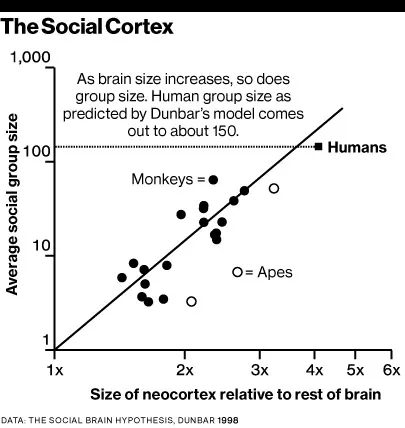 The Social Cortex
1,000
As brain size increases, so does
group size. Human group size as
predicted by Dunbar's model comes
out to about 150.
100
Humans
Monkeys =
Average social group size
10
= Apes
1
1x 2x 3x 4x 5x 6x
Size of neocortex relative to rest of brain
DATA: THE SOCIAL BRAIN HYPOTHESIS, DUNBAR 1998